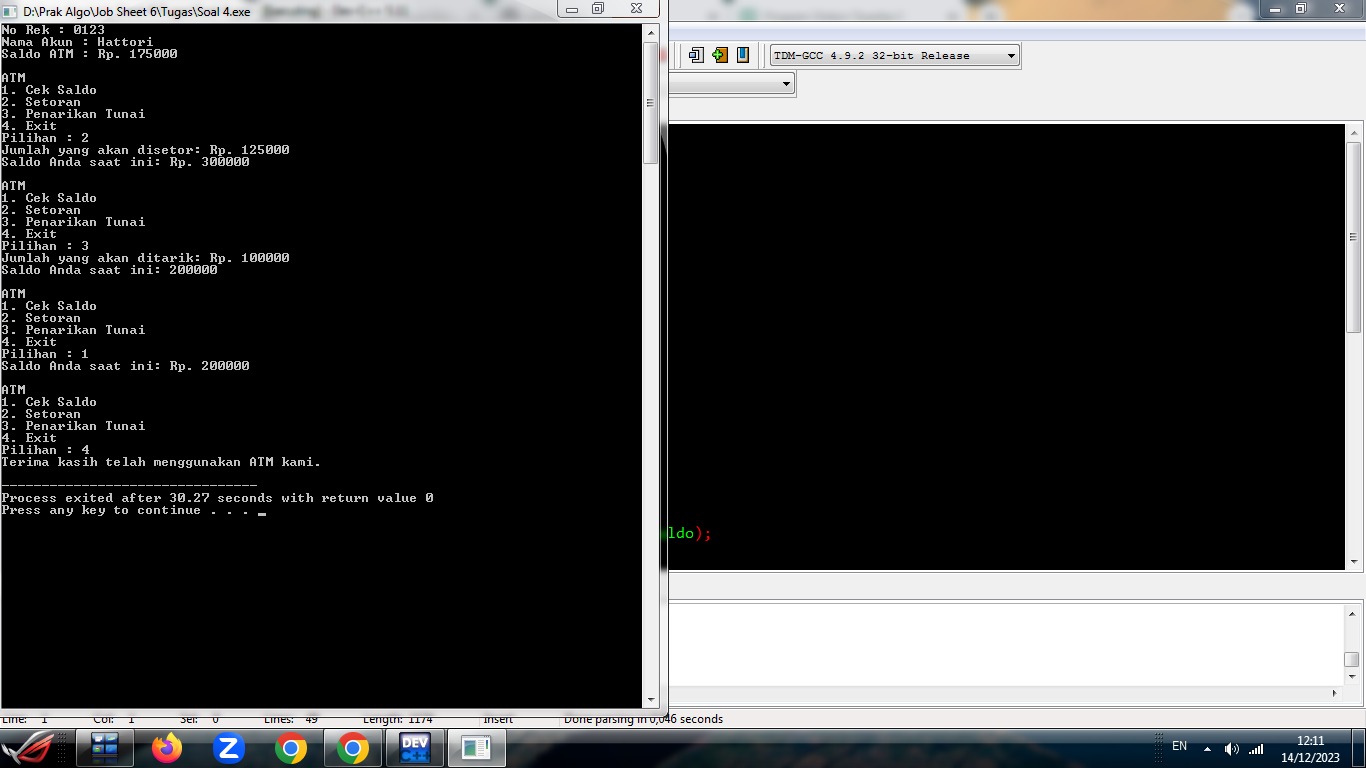 D:\Prak Algo\Job Sheet 6\Tugas\Soal 4.exe
No Rek : 0123
Nama Akun : Hattori
Saldo ATM : Rp. 175000
ATM
1. Cek Saldo
2. Setoran
3. Penarikan Tunai
4. Exit
Pilihan : 2
Jumlah yang akan disetor: Rp. 125000
Saldo Anda saat ini: Rp. 300000
ATM
1. Cek Saldo
2. Setoran
3. Penarikan Tunai
4. Exit
Pilihan : 3
Jumlah yang akan ditarik: Rp. 100000
Saldo Anda saat ini: 200000
ATM
1. Cek Saldo
2. Setoran
3. Penarikan Tunai
4. Exit
Pilihan : 1
Saldo Anda saat ini: Rp. 200000
ATM
1. Cek Saldo
2. Setoran
3. Penarikan Tunai
4. Exit
Pilihan : 4
Terima kasih telah menggunakan ATM kami.
--------------------------------
Process exited after 30.27 seconds with return value 0
Press any key to continue . . . _
TDM-GCC 4.9.2 32-bit Release
ldo);
Line: 1 Col: 1 Sel: 0 Lines: 49 Length: 1174 Insert Done parsing in 0,046 seconds
DEV C++
EN
12:11
14/12/2023